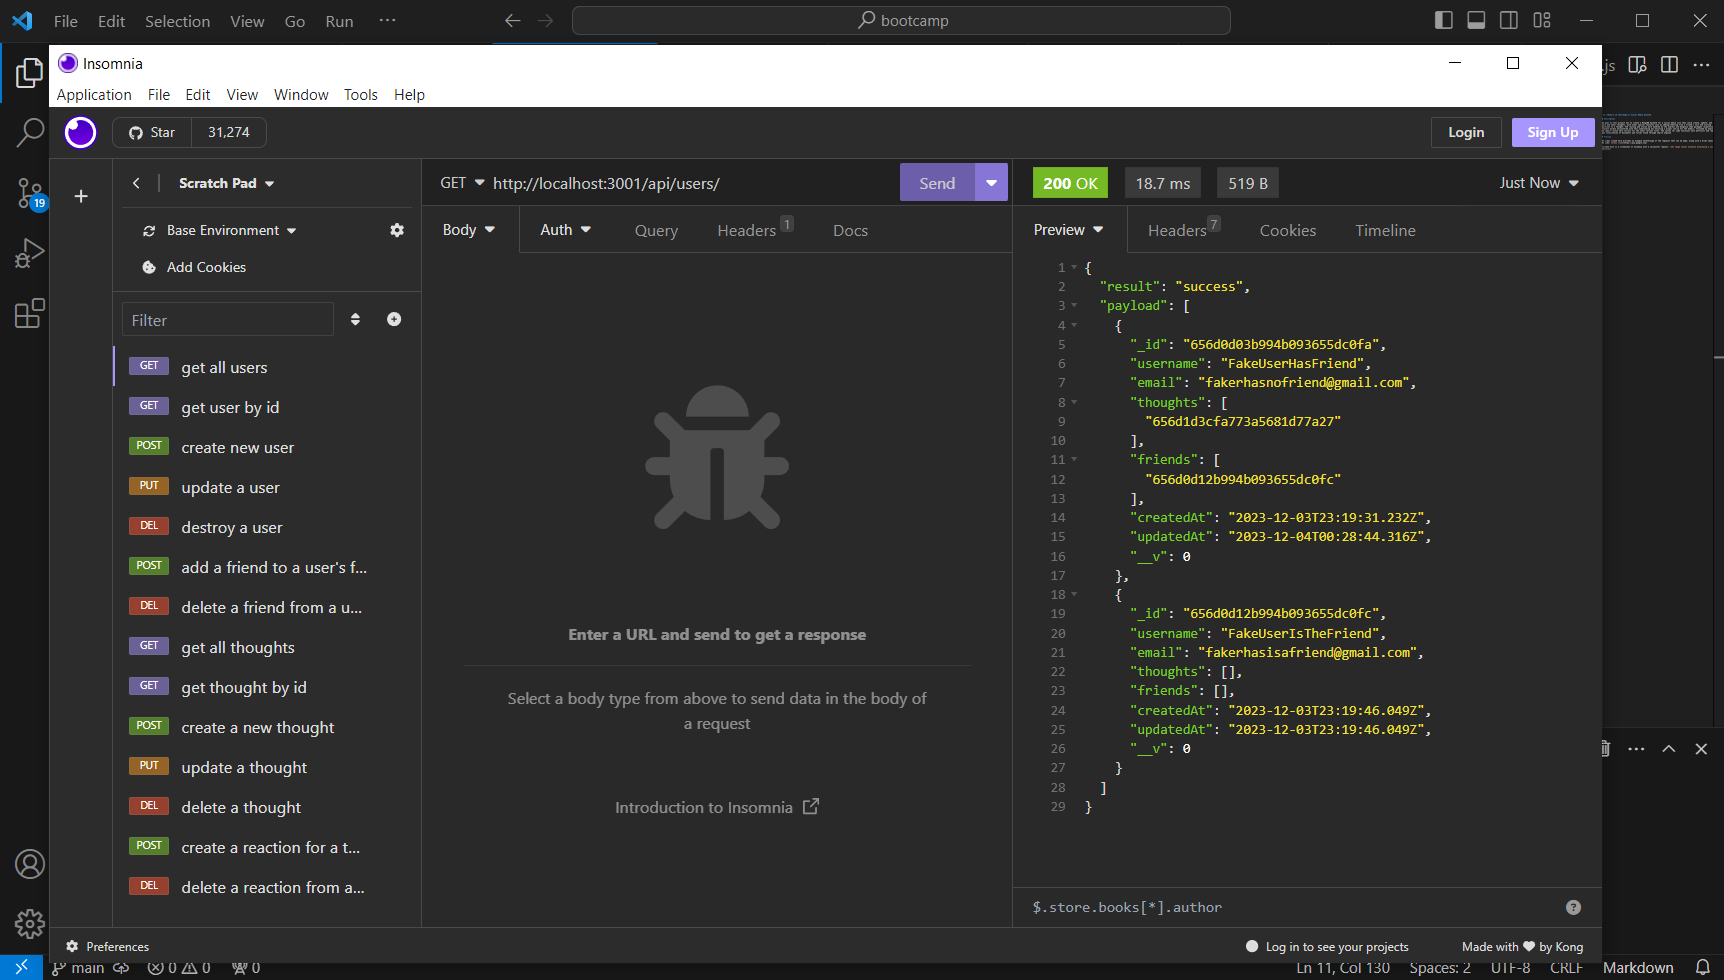 File Edit Selection View Go Run ··· bootcamp
Insomnia
Application File Edit View Window Tools Help
.js
Star 31,274 Login Sign Up
19
Scratch Pad
Base Environment
Add Cookies
Filter
GET get all users
GET get user by id
POST create new user
PUT update a user
DEL destroy a user
POST add a friend to a user's f...
DEL delete a friend from a u...
GET get all thoughts
GET get thought by id
POST create a new thought
PUT update a thought
DEL delete a thought
POST create a reaction for a t...
DEL delete a reaction from a...
GET http://localhost:3001/api/users/ Send
Body Auth Query Headers 1 Docs
Enter a URL and send to get a response
Select a body type from above to send data in the body of
a request
Introduction to Insomnia
200 OK 18.7 ms 519 B Just Now
Preview Headers 7 Cookies Timeline
1 {
2 "result": "success",
3 "payload": [
4 {
5 "_id": "656d0d03b994b093655dc0fa",
6 "username": "FakeUserHasFriend",
7 "email": "fakerhasnofriend@gmail.com",
8 "thoughts": [
9 "656d1d3cfa773a5681d77a27"
10 ],
11 "friends": [
12 "656d0d12b994b093655dc0fc"
13 ],
14 "createdAt": "2023-12-03T23:19:31.232Z",
15 "updatedAt": "2023-12-04T00:28:44.316Z",
16 "__v": 0
17 },
18 {
19 "_id": "656d0d12b994b093655dc0fc",
20 "username": "FakeUserIsTheFriend",
21 "email": "fakerhasisafriend@gmail.com",
22 "thoughts": [],
23 "friends": [],
24 "createdAt": "2023-12-03T23:19:46.049Z",
25 "updatedAt": "2023-12-03T23:19:46.049Z",
26 "__v": 0
27 }
28 ]
29 }
$.store.books[*].author
Preferences Log in to see your projects Made with ❤ by Kong
main 0 0 0 Ln 11, Col 130 Spaces: 2 UTF-8 CRLF Markdown